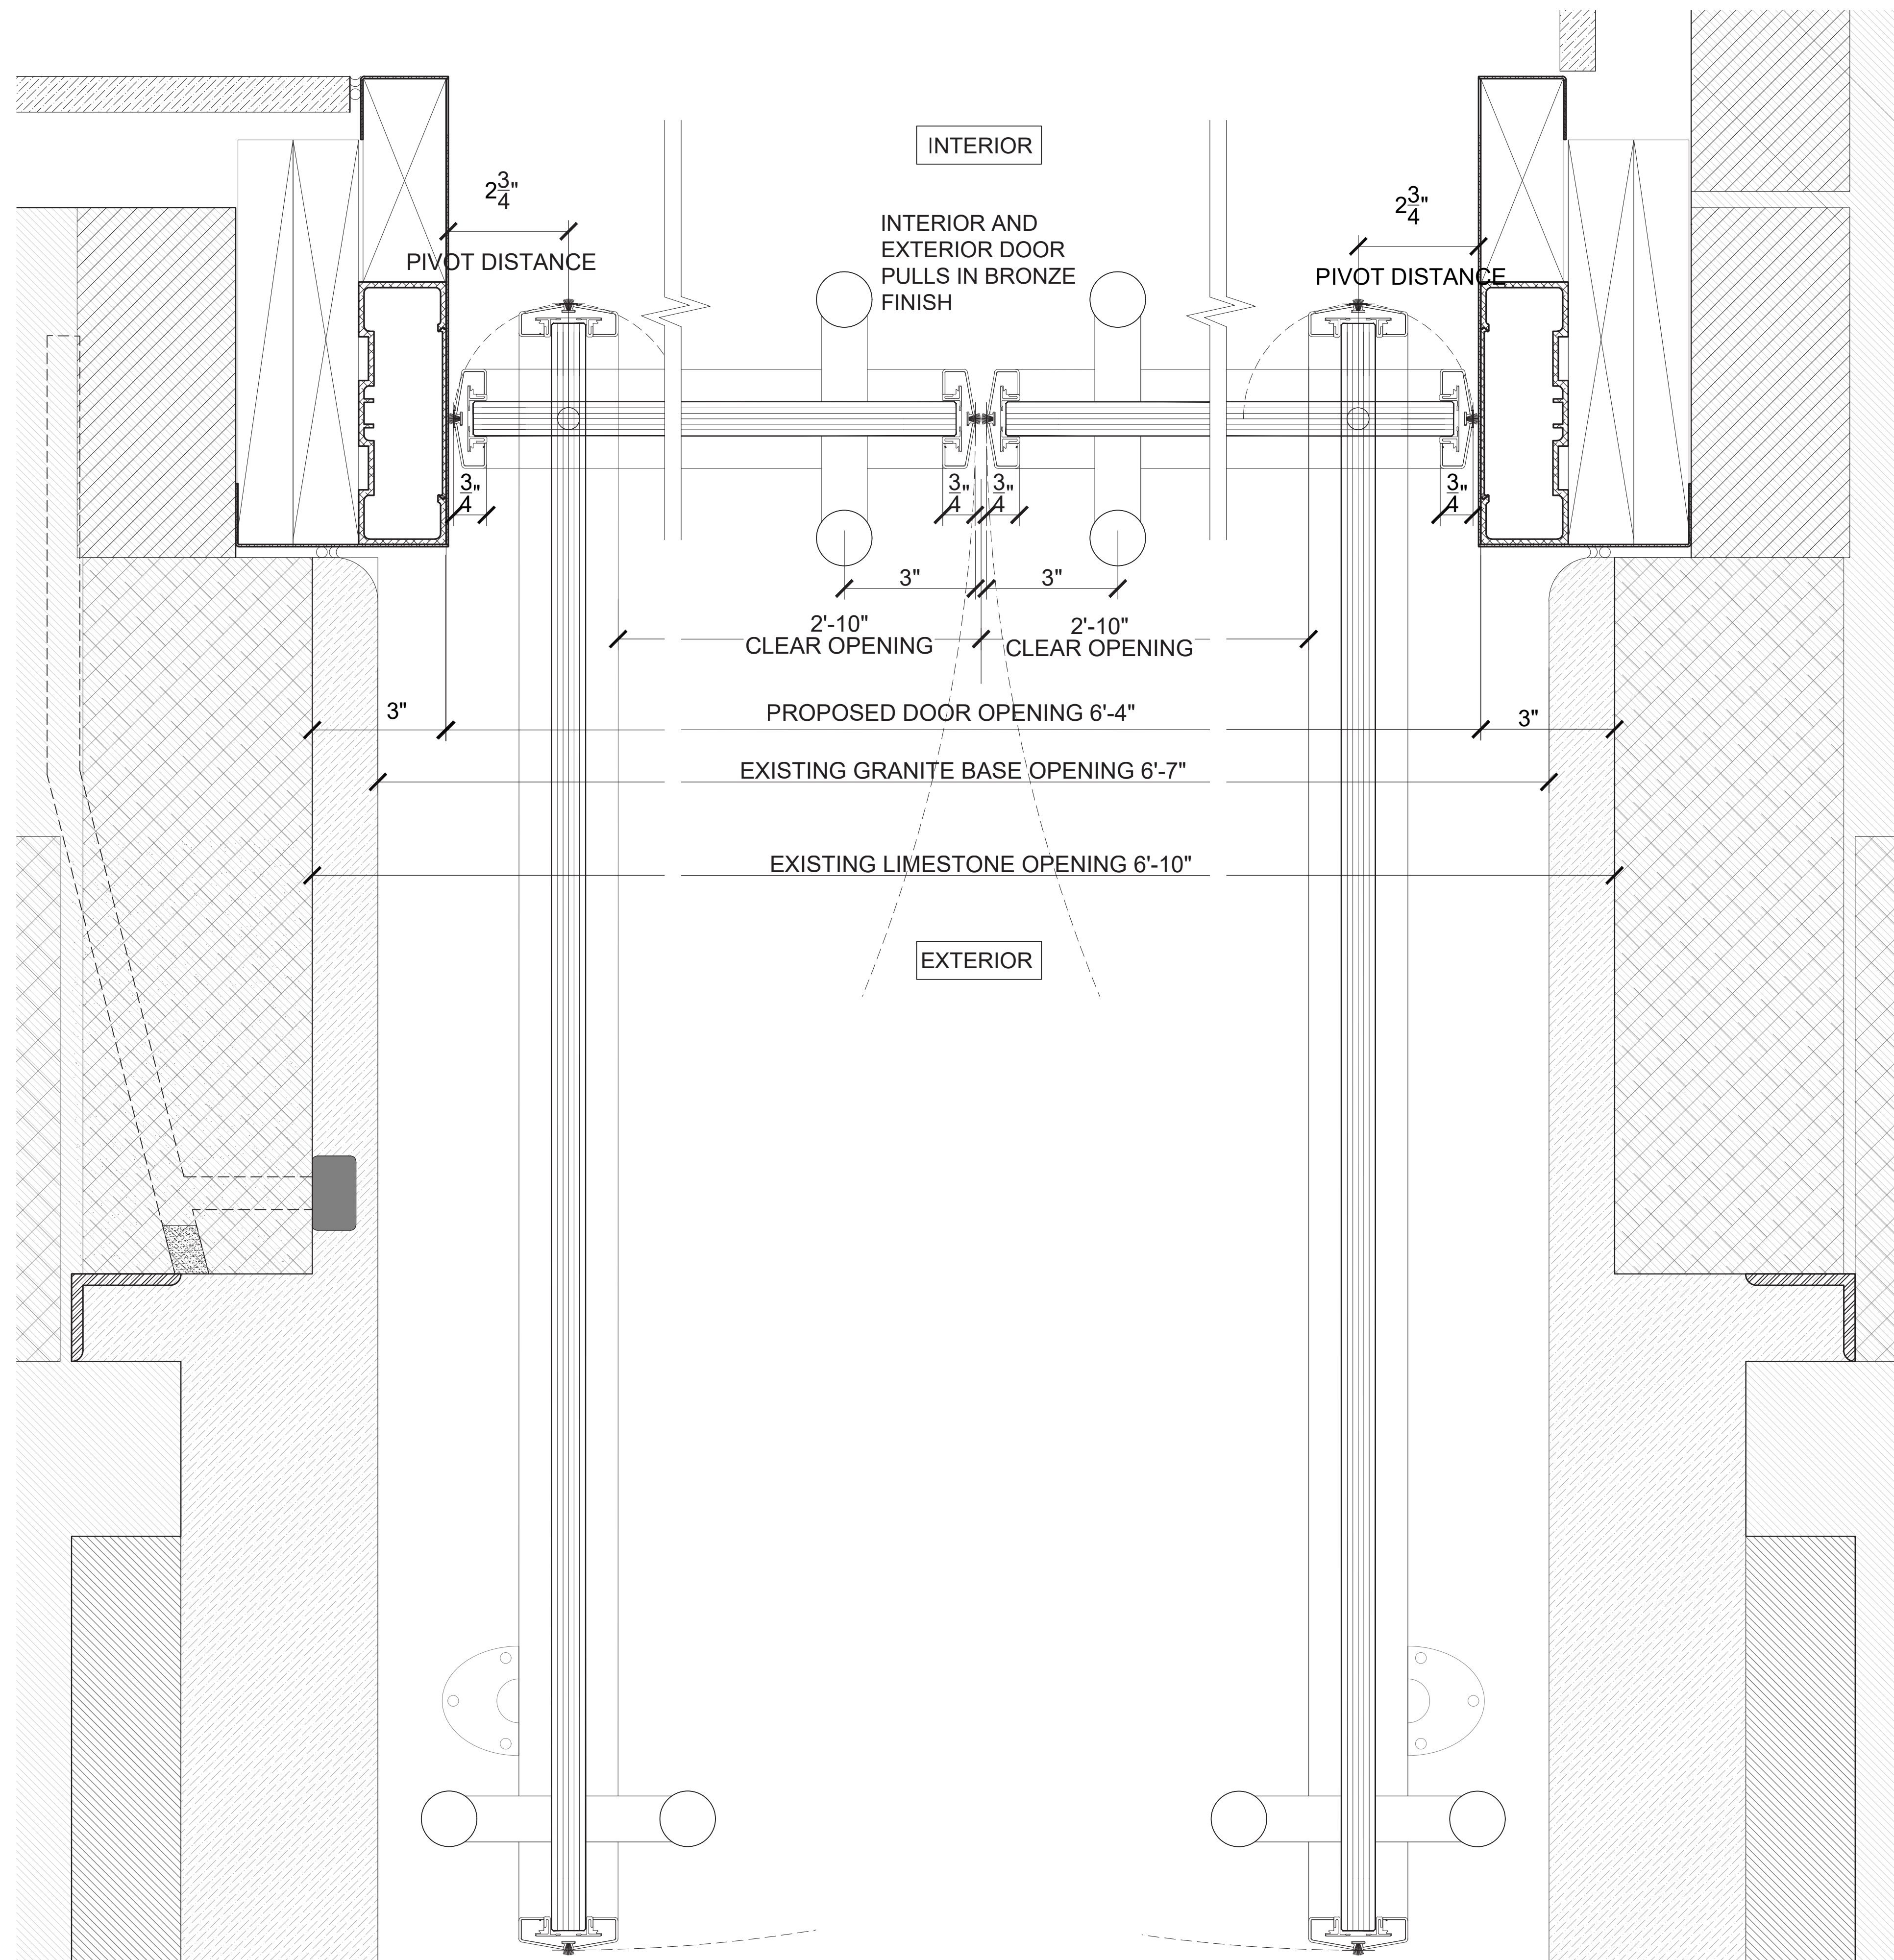 INTERIOR
2 3/4"
PIVOT DISTANCE
INTERIOR AND
EXTERIOR DOOR
PULLS IN BRONZE
FINISH
2 3/4"
PIVOT DISTANCE
3/4"
3/4"
3/4"
3/4"
3"
3"
2'-10"
CLEAR OPENING
2'-10"
CLEAR OPENING
3"
PROPOSED DOOR OPENING 6'-4"
3"
EXISTING GRANITE BASE OPENING 6'-7"
EXISTING LIMESTONE OPENING 6'-10"
EXTERIOR